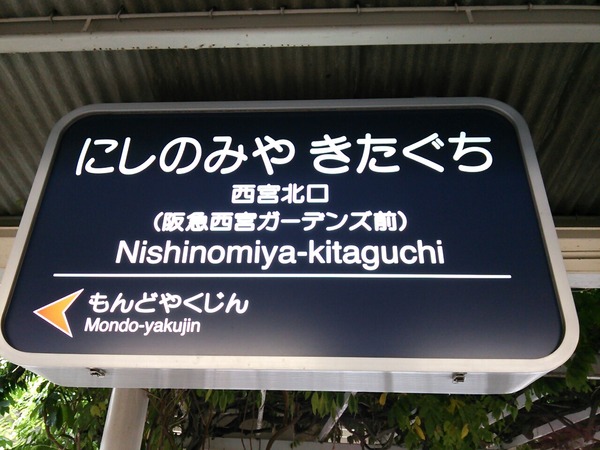 にしのみや きたぐち
西宮北口
（阪急西宮ガーデンズ前）
Nishinomiya-kitaguchi
もんどやくじん
Mondo-yakujin